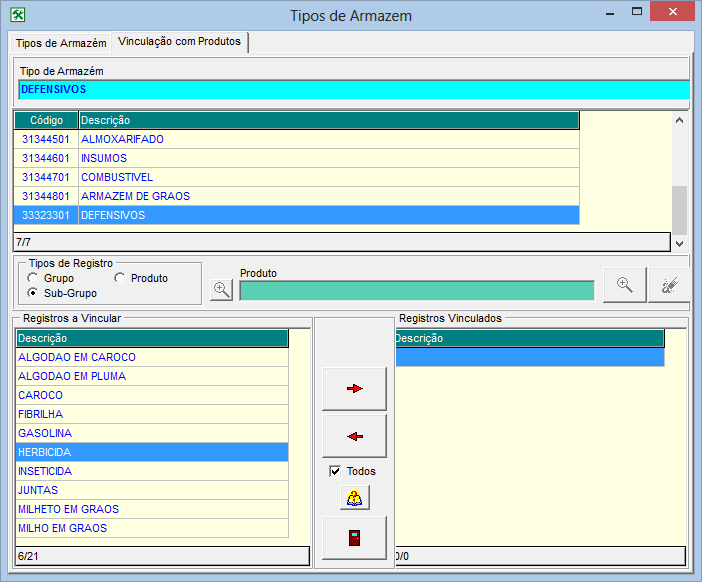 Tipos de Armazem
Tipos de Armazém
Vinculação com Produtos
Tipo de Armazém
DEFENSIVOS
Código Descrição
31344501 ALMOXARIFADO
31344601 INSUMOS
31344701 COMBUSTIVEL
31344801 ARMAZEM DE GRAOS
33323301 DEFENSIVOS
7/7
Tipos de Registro
Grupo
Produto
Sub-Grupo
Produto
Registros a Vincular
Descrição
ALGODAO EM CAROCO
ALGODAO EM PLUMA
CAROCO
FIBRILHA
GASOLINA
HERBICIDA
INSETICIDA
JUNTAS
MILHETO EM GRAOS
MILHO EM GRAOS
6/21
Todos
Registros Vinculados
Descrição
0/0